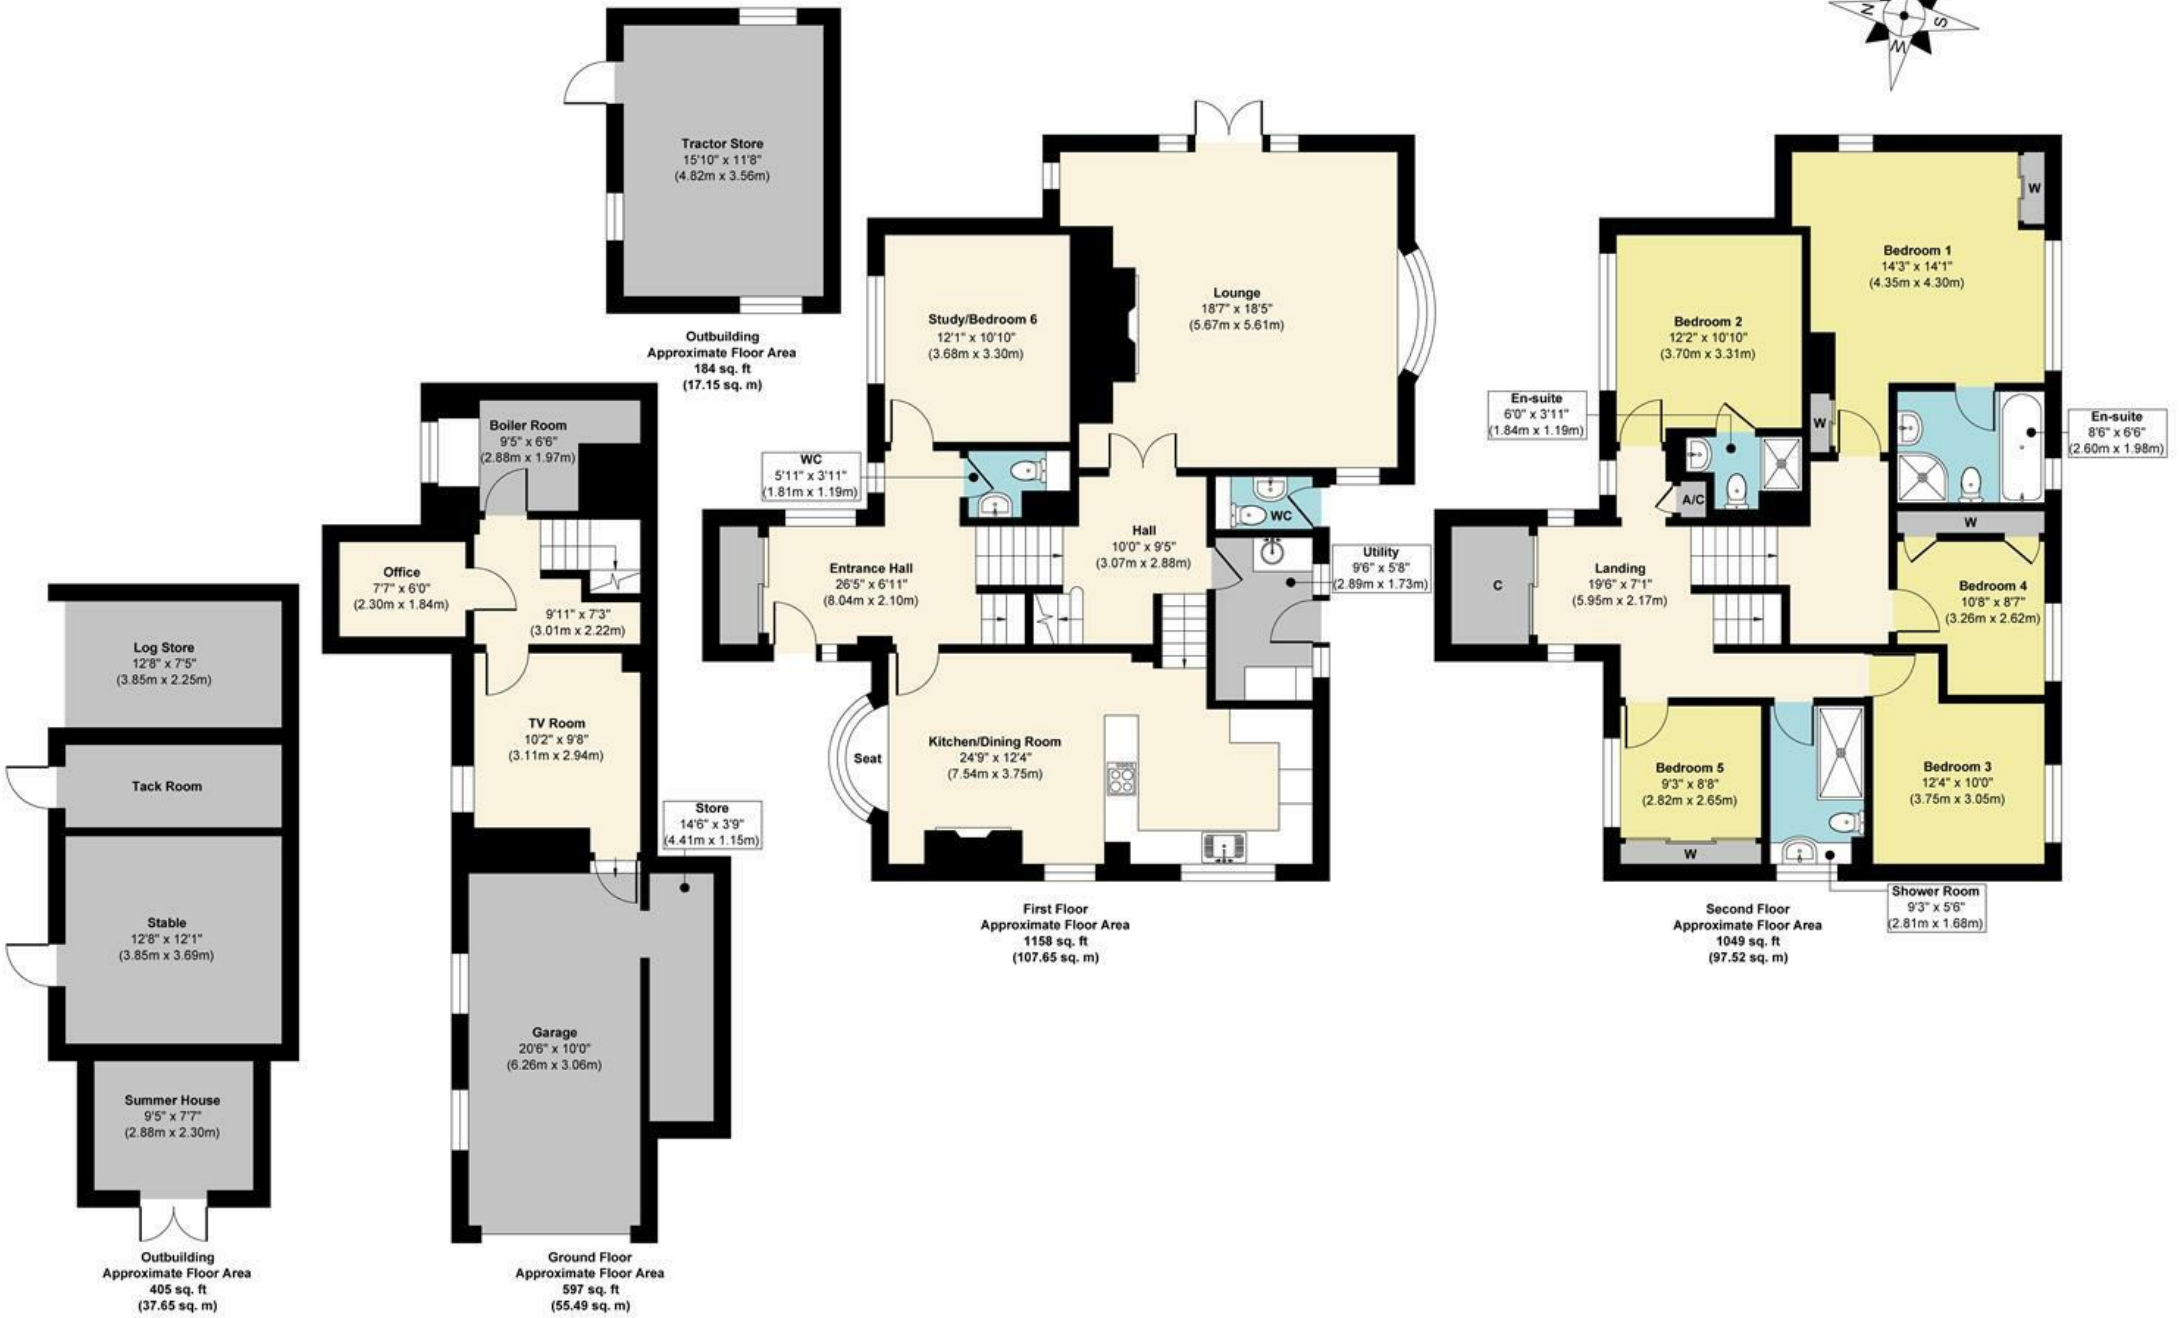 N
S
W
Tractor Store
15'10" x 11'8"
(4.82m x 3.56m)
Outbuilding
Approximate Floor Area
184 sq. ft
(17.15 sq. m)
Boiler Room
9'5" x 6'6"
(2.88m x 1.97m)
Office
7'7" x 6'0"
(2.30m x 1.84m)
9'11" x 7'3"
(3.01m x 2.22m)
TV Room
10'2" x 9'8"
(3.11m x 2.94m)
Store
14'6" x 3'9"
(4.41m x 1.15m)
Garage
20'6" x 10'0"
(6.26m x 3.06m)
Ground Floor
Approximate Floor Area
597 sq. ft
(55.49 sq. m)
Log Store
12'8" x 7'5"
(3.85m x 2.25m)
Tack Room
Stable
12'8" x 12'1"
(3.85m x 3.69m)
Summer House
9'5" x 7'7"
(2.88m x 2.30m)
Outbuilding
Approximate Floor Area
405 sq. ft
(37.65 sq. m)
Lounge
18'7" x 18'5"
(5.67m x 5.61m)
Study/Bedroom 6
12'1" x 10'10"
(3.68m x 3.30m)
WC
5'11" x 3'11"
(1.81m x 1.19m)
WC
Hall
10'0" x 9'5"
(3.07m x 2.88m)
Utility
9'6" x 5'8"
(2.89m x 1.73m)
Entrance Hall
26'5" x 6'11"
(8.04m x 2.10m)
Seat
Kitchen/Dining Room
24'9" x 12'4"
(7.54m x 3.75m)
First Floor
Approximate Floor Area
1158 sq. ft
(107.65 sq. m)
W
Bedroom 1
14'3" x 14'1"
(4.35m x 4.30m)
Bedroom 2
12'2" x 10'10"
(3.70m x 3.31m)
En-suite
6'0" x 3'11"
(1.84m x 1.19m)
W
En-suite
8'6" x 6'6"
(2.60m x 1.98m)
A/C
W
Landing
19'6" x 7'1"
(5.95m x 2.17m)
C
Bedroom 4
10'8" x 8'7"
(3.26m x 2.62m)
Bedroom 5
9'3" x 8'8"
(2.82m x 2.65m)
W
Bedroom 3
12'4" x 10'0"
(3.75m x 3.05m)
Shower Room
9'3" x 5'6"
(2.81m x 1.68m)
Second Floor
Approximate Floor Area
1049 sq. ft
(97.52 sq. m)